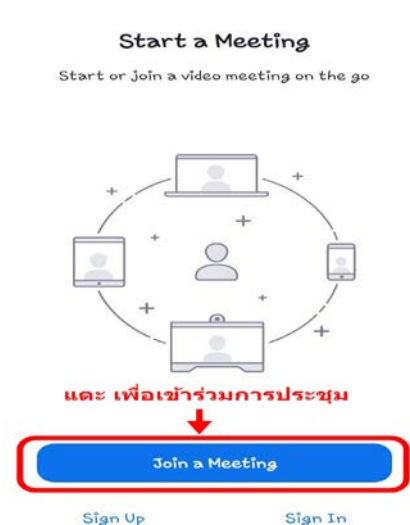 Start a Meeting
Start or join a video meeting on the go
แตะ เพื่อเข้าร่วมการประชุม
Join a Meeting
Sign Up Sign In